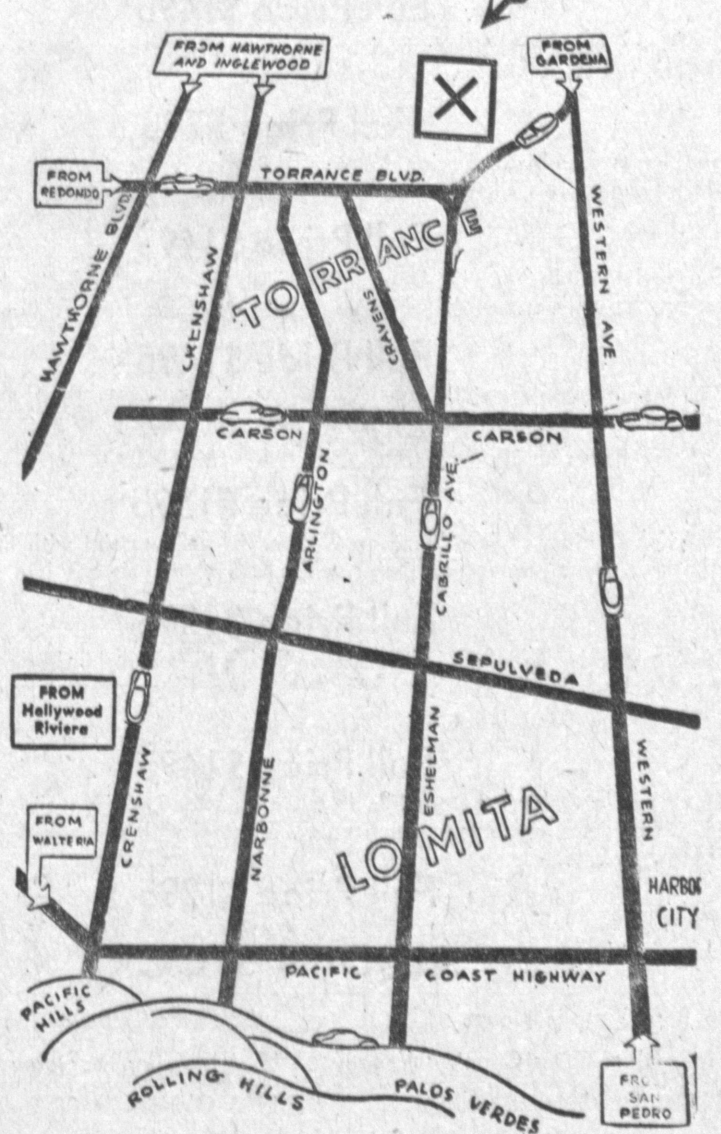 FROM HAWTHORNE
AND INGLEWOOD
FROM
GARDENA
X
FROM
REDONDO
TORRANCE BLVD.
HAWTHORNE BLVD.
CRENSHAW
TORRANCE
CRAVENS
WESTERN AVE.
CARSON
CARSON
ARLINGTON
CABRILLO AVE.
SEPULVEDA
FROM
Hollywood
Riviera
CRENSHAW
NARBONNE
ESHELMAN
WESTERN
FROM
WALTERIA
LOMITA
HARBOR
CITY
PACIFIC COAST HIGHWAY
PACIFIC
HILLS
ROLLING HILLS
PALOS VERDES
FROM
SAN
PEDRO